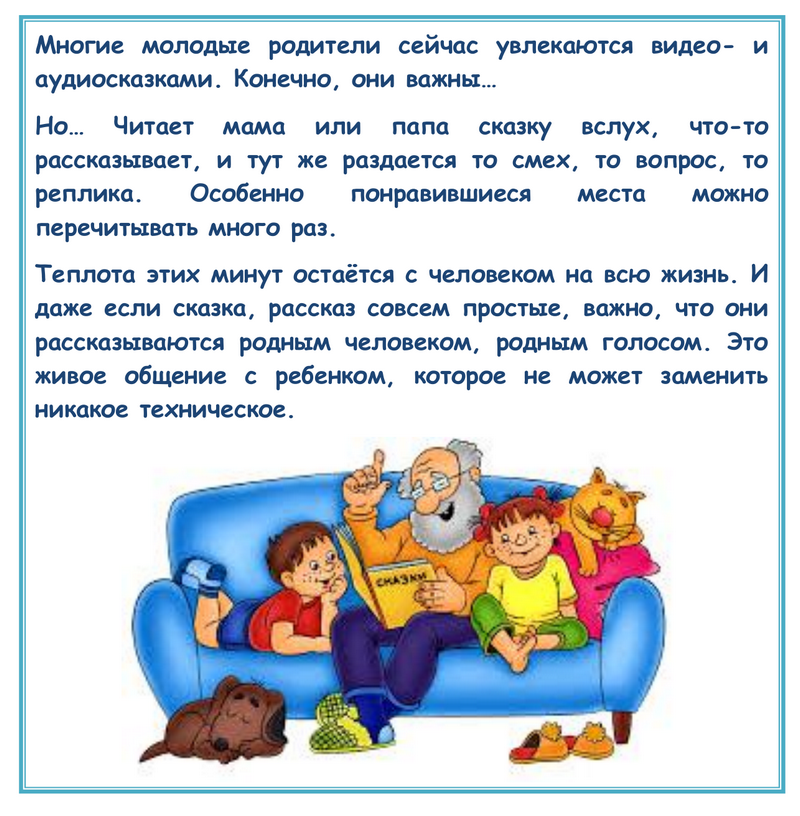 Многие молодые родители сейчас увлекаются видео- и
аудиосказками. Конечно, они важны…
Но… Читает мама или папа сказку вслух, что-то
рассказывает, и тут же раздается то смех, то вопрос, то
реплика. Особенно понравившиеся места можно
перечитывать много раз.
Теплота этих минут остаётся с человеком на всю жизнь. И
даже если сказка, рассказ совсем простые, важно, что они
рассказываются родным человеком, родным голосом. Это
живое общение с ребенком, которое не может заменить
никакое техническое.
СКАЗКИ